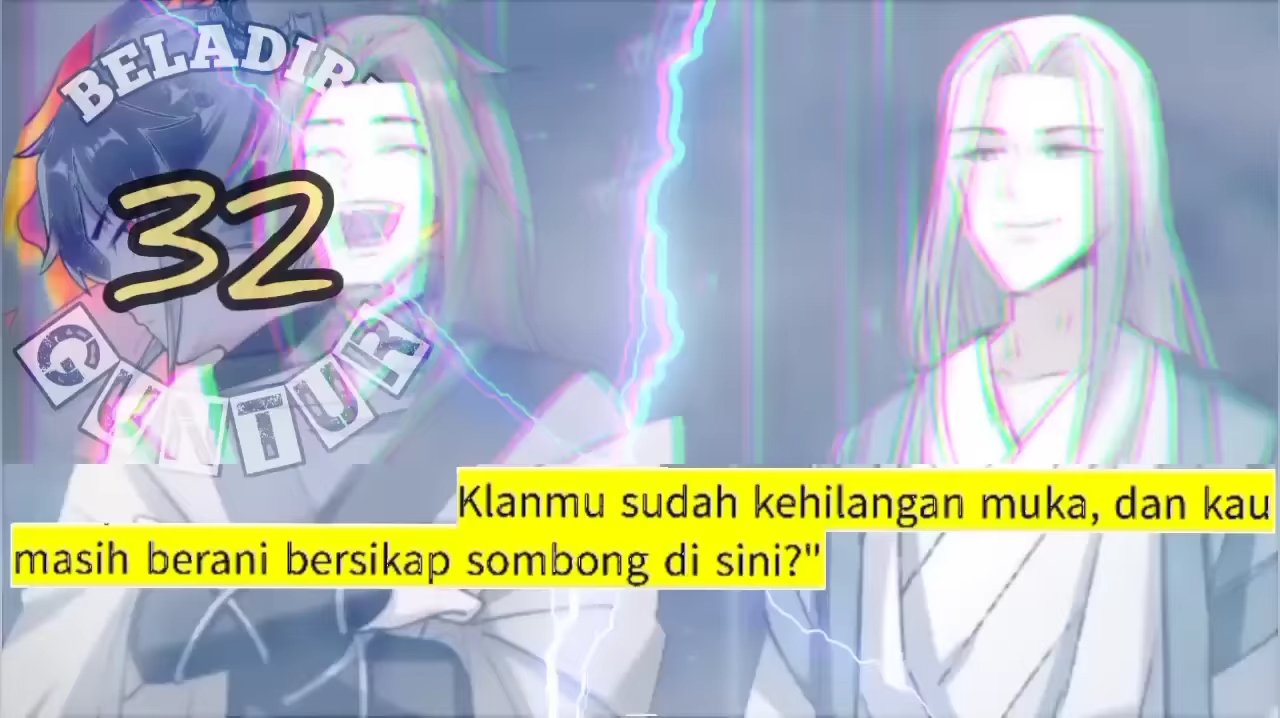 BELADIRI
32
GUNTUR
Klanmu sudah kehilangan muka, dan kau
masih berani bersikap sombong di sini?"